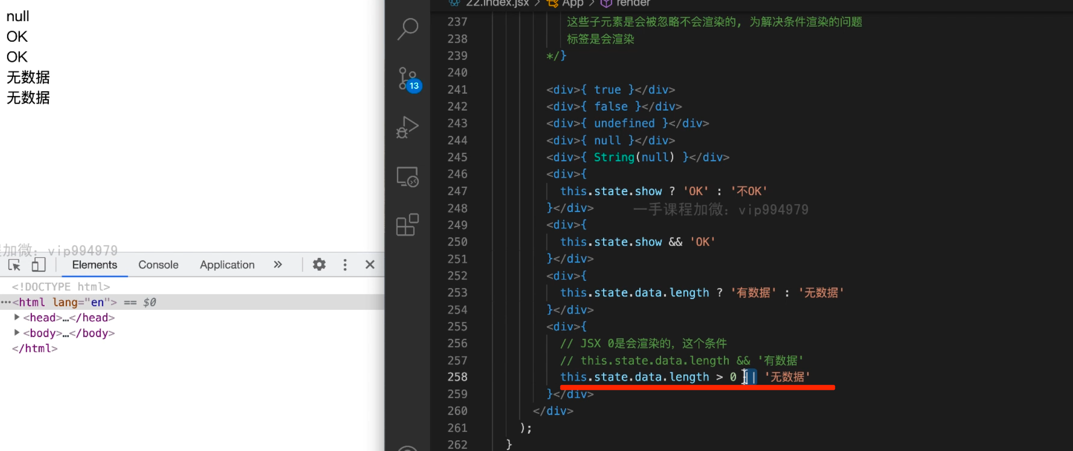 null
OK
OK
无数据
无数据
程加微：vip994979
Elements
Console
Application
»
<!DOCTYPE html>
<html lang="en"> == $0
<head>…</head>
<body>…</body>
</html>
22.index.jsx > App > render
13
237 这些子元素是会被忽略不会渲染的, 为解决条件渲染的问题
238 标签是会渲染
239 */}
240
241 <div>{ true }</div>
242 <div>{ false }</div>
243 <div>{ undefined }</div>
244 <div>{ null }</div>
245 <div>{ String(null) }</div>
246 <div>{
247 this.state.show ? 'OK' : '不OK'
248 }</div>
一手课程加微：vip994979
249 <div>{
250 this.state.show && 'OK'
251 }</div>
252 <div>{
253 this.state.data.length ? '有数据' : '无数据'
254 }</div>
255 <div>{
256 // JSX 0是会渲染的, 这个条件
257 // this.state.data.length && '有数据'
258 this.state.data.length > 0 || '无数据'
259 }</div>
260 </div>
261 );
262 }